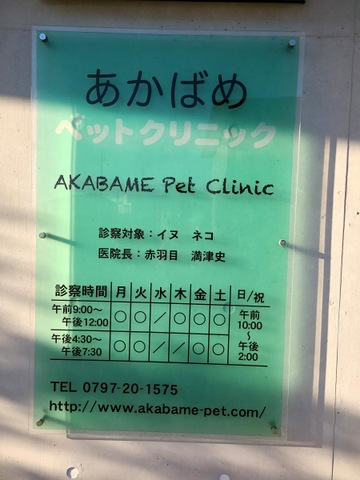 あかばめ
ペットクリニック
AKABAME Pet Clinic
診察対象：イヌ ネコ
医院長：赤羽目 満津史
診察時間 月 火 水 木 金 土 日/祝
午前9:00～午後12:00 ○ ○ ／ ○ ○ ○ 午前10:00～午後2:00
午後4:30～午後7:30 ○ ○ ／ ／ ○ ○
TEL 0797-20-1575
http://www.akabame-pet.com/